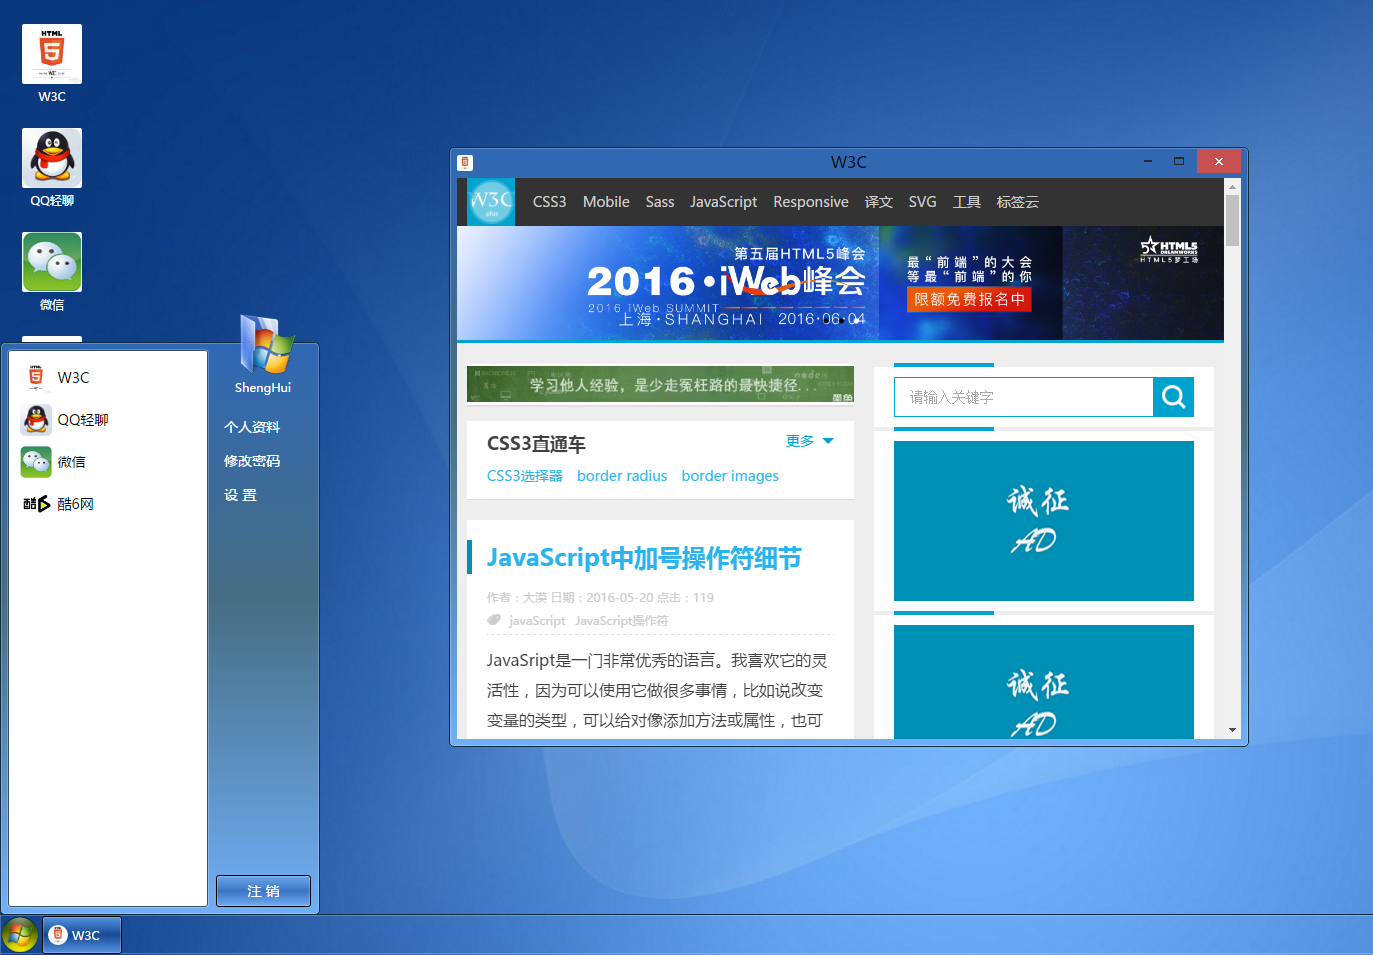 W3C
QQ轻聊
微信
W3C
QQ轻聊
微信
酷6网
ShengHui
个人资料
修改密码
设 置
注 销
W3C
W3C
W3C
plus
CSS3 Mobile Sass JavaScript Responsive 译文 SVG 工具 标签云
第五届HTML5峰会
2016·iWeb峰会
2016 iWeb SUMMIT
上海·SHANGHAI 2016·06·04
最“前端”的大会
等最“前端”的你
限额免费报名中
HTML5
DREAMWORKS
HTML5梦工场
学习他人经验，是少走冤枉路的最快捷径...
请输入关键字
CSS3直通车 更多
CSS3选择器 border radius border images
诚征
AD
JavaScript中加号操作符细节
作者：大漠 日期：2016-05-20 点击：119
javaScript JavaScript操作符
JavaSript是一门非常优秀的语言。我喜欢它的灵
活性，因为可以使用它做很多事情，比如说改变
变量的类型，可以给对像添加方法或属性，也可
诚征
AD